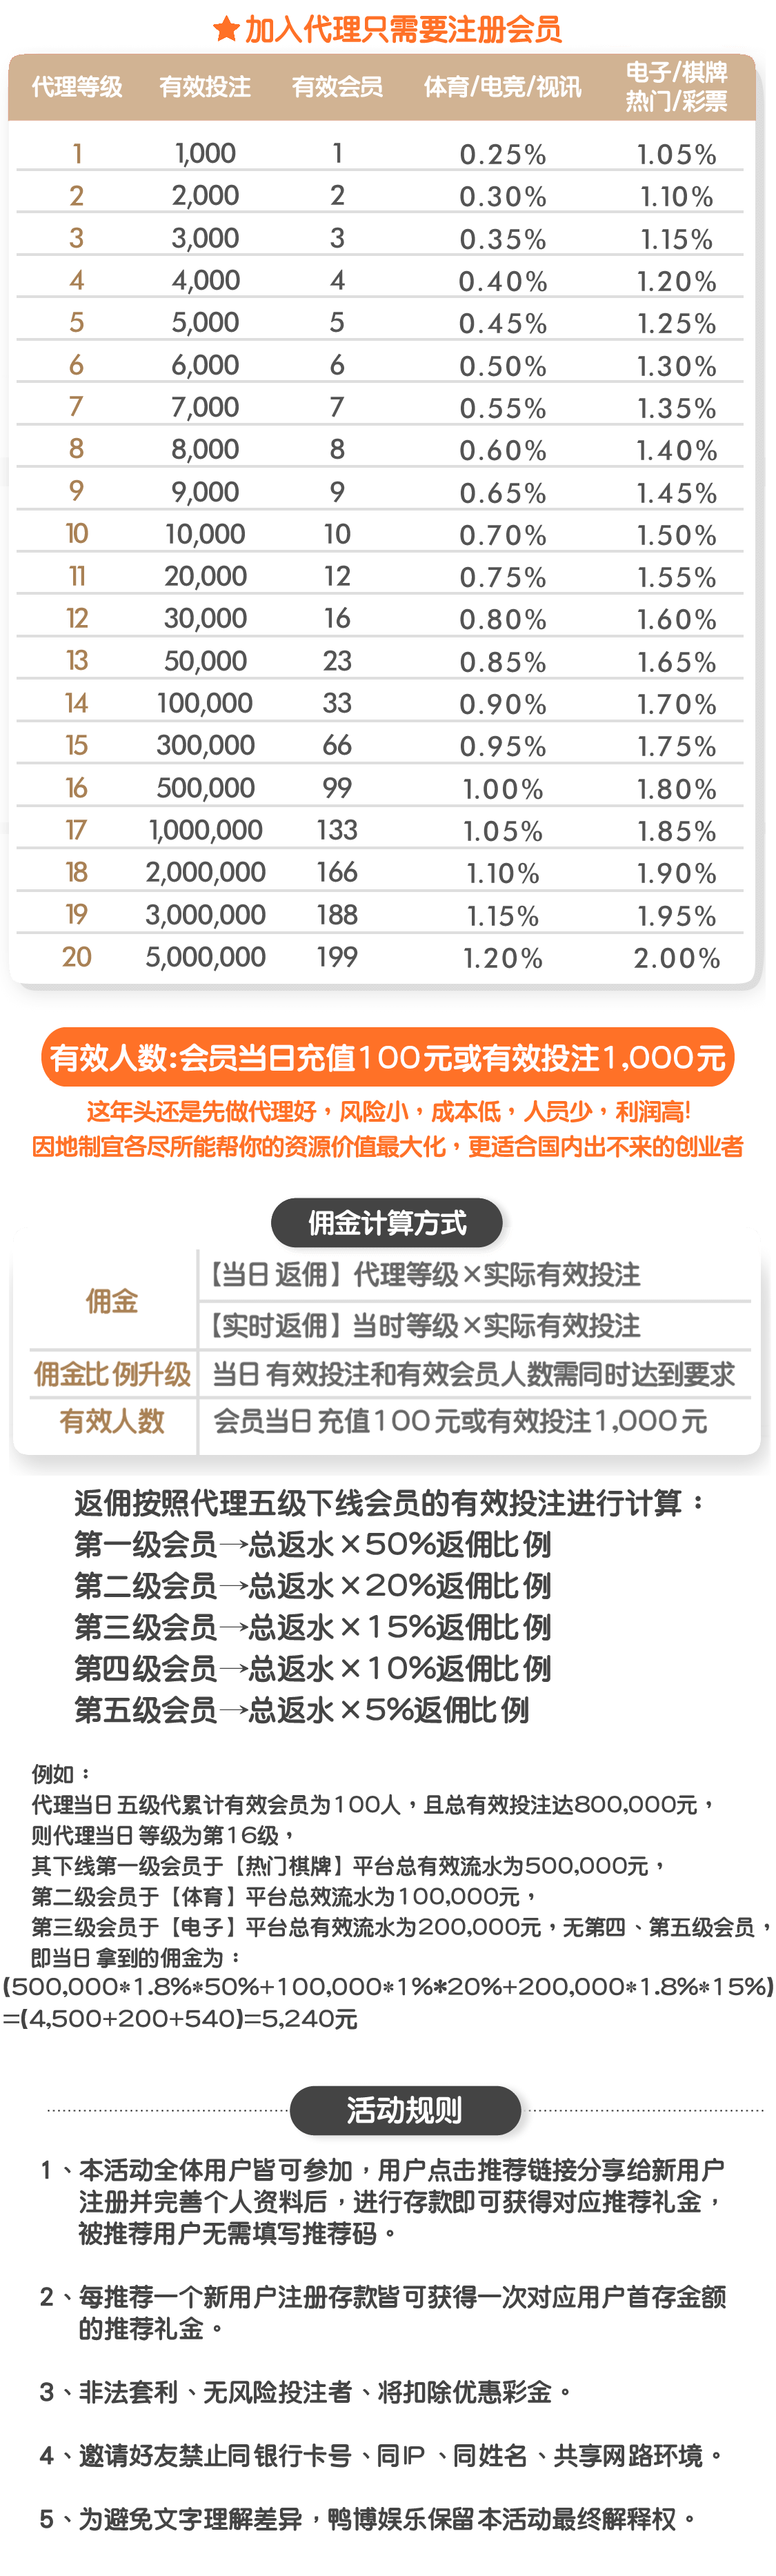 ★加入代理只需要注册会员
代理等级 有效投注 有效会员 体育/电竞/视讯 电子/棋牌
热门/彩票
1 1,000 1 0.25% 1.05%
2 2,000 2 0.30% 1.10%
3 3,000 3 0.35% 1.15%
4 4,000 4 0.40% 1.20%
5 5,000 5 0.45% 1.25%
6 6,000 6 0.50% 1.30%
7 7,000 7 0.55% 1.35%
8 8,000 8 0.60% 1.40%
9 9,000 9 0.65% 1.45%
10 10,000 10 0.70% 1.50%
11 20,000 12 0.75% 1.55%
12 30,000 16 0.80% 1.60%
13 50,000 23 0.85% 1.65%
14 100,000 33 0.90% 1.70%
15 300,000 66 0.95% 1.75%
16 500,000 99 1.00% 1.80%
17 1,000,000 133 1.05% 1.85%
18 2,000,000 166 1.10% 1.90%
19 3,000,000 188 1.15% 1.95%
20 5,000,000 199 1.20% 2.00%
有效人数:会员当日充值100元或有效投注1,000元
这年头还是先做代理好，风险小，成本低，人员少，利润高!
因地制宜各尽所能帮你的资源价值最大化，更适合国内出不来的创业者
佣金计算方式
佣金
【当日返佣】代理等级×实际有效投注
【实时返佣】当时等级×实际有效投注
佣金比例升级 当日有效投注和有效会员人数需同时达到要求
有效人数 会员当日充值100元或有效投注1,000元
返佣按照代理五级下线会员的有效投注进行计算：
第一级会员→总返水×50%返佣比例
第二级会员→总返水×20%返佣比例
第三级会员→总返水×15%返佣比例
第四级会员→总返水×10%返佣比例
第五级会员→总返水×5%返佣比例
例如：
代理当日五级代累计有效会员为100人，且总有效投注达800,000元，
则代理当日等级为第16级，
其下线第一级会员于【热门棋牌】平台总有效流水为500,000元，
第二级会员于【体育】平台总效流水为100,000元，
第三级会员于【电子】平台总有效流水为200,000元，无第四、第五级会员，
即当日拿到的佣金为：
(500,000*1.8%*50%+100,000*1%*20%+200,000*1.8%*15%)
=(4,500+200+540)=5,240元
活动规则
1、本活动全体用户皆可参加，用户点击推荐链接分享给新用户
注册并完善个人资料后，进行存款即可获得对应推荐礼金，
被推荐用户无需填写推荐码。
2、每推荐一个新用户注册存款皆可获得一次对应用户首存金额
的推荐礼金。
3、非法套利、无风险投注者、将扣除优惠彩金。
4、邀请好友禁止同银行卡号、同IP、同姓名、共享网路环境。
5、为避免文字理解差异，鸭博娱乐保留本活动最终解释权。